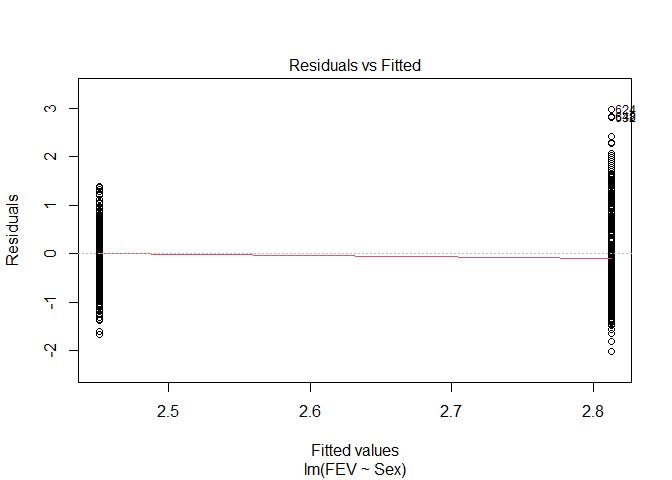 Residuals vs Fitted
Residuals
3
2
1
0
-1
-2
624
2.5
2.6
2.7
2.8
Fitted values
lm(FEV ~ Sex)